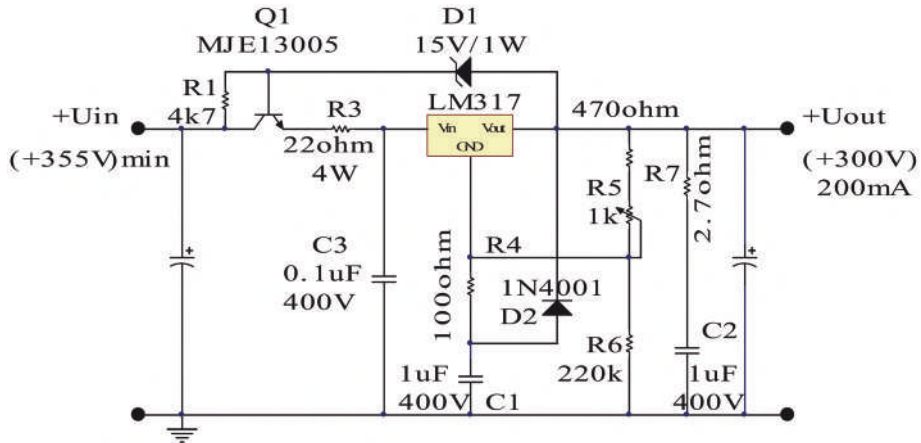 Q1
MJE13005
D1
15V/1W
R1
4k7
+Uin
(+355V)min
R3
22ohm
4W
LM317
Vin
Vout
GND
470ohm
+Uout
(+300V)
200mA
R5
1k
R7
2.7ohm
C3
0.1uF
400V
R4
100ohm
1N4001
D2
R6
220k
C2
1uF
400V
1uF
400V
C1
+
+